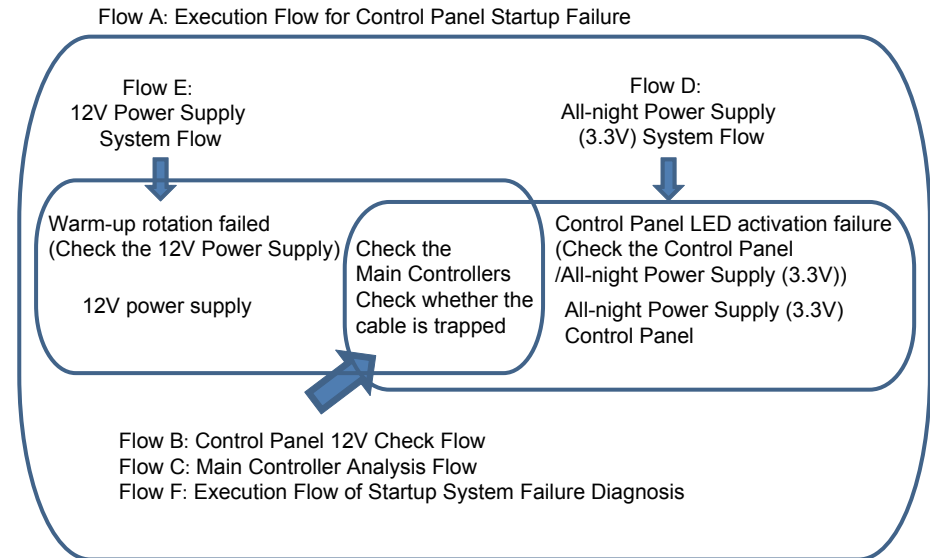 Flow A: Execution Flow for Control Panel Startup Failure
Flow E:
12V Power Supply
System Flow
Flow D:
All-night Power Supply
(3.3V) System Flow
Warm-up rotation failed
(Check the 12V Power Supply)
12V power supply
Check the
Main Controllers
Check whether the
cable is trapped
Control Panel LED activation failure
(Check the Control Panel
/All-night Power Supply (3.3V))
All-night Power Supply (3.3V)
Control Panel
Flow B: Control Panel 12V Check Flow
Flow C: Main Controller Analysis Flow
Flow F: Execution Flow of Startup System Failure Diagnosis